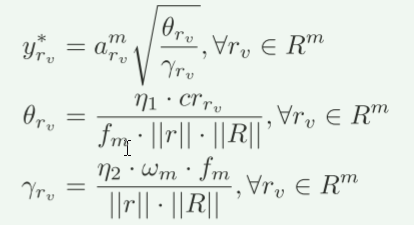 y*_{r_v} = a^m_{r_v} √(θ_{r_v} / γ_{r_v}), ∀r_v ∈ R^m
θ_{r_v} = (η_1 · cr_{r_v}) / (f_m · ||r|| · ||R||), ∀r_v ∈ R^m
γ_{r_v} = (η_2 · ω_m · f_m) / (||r|| · ||R||), ∀r_v ∈ R^m